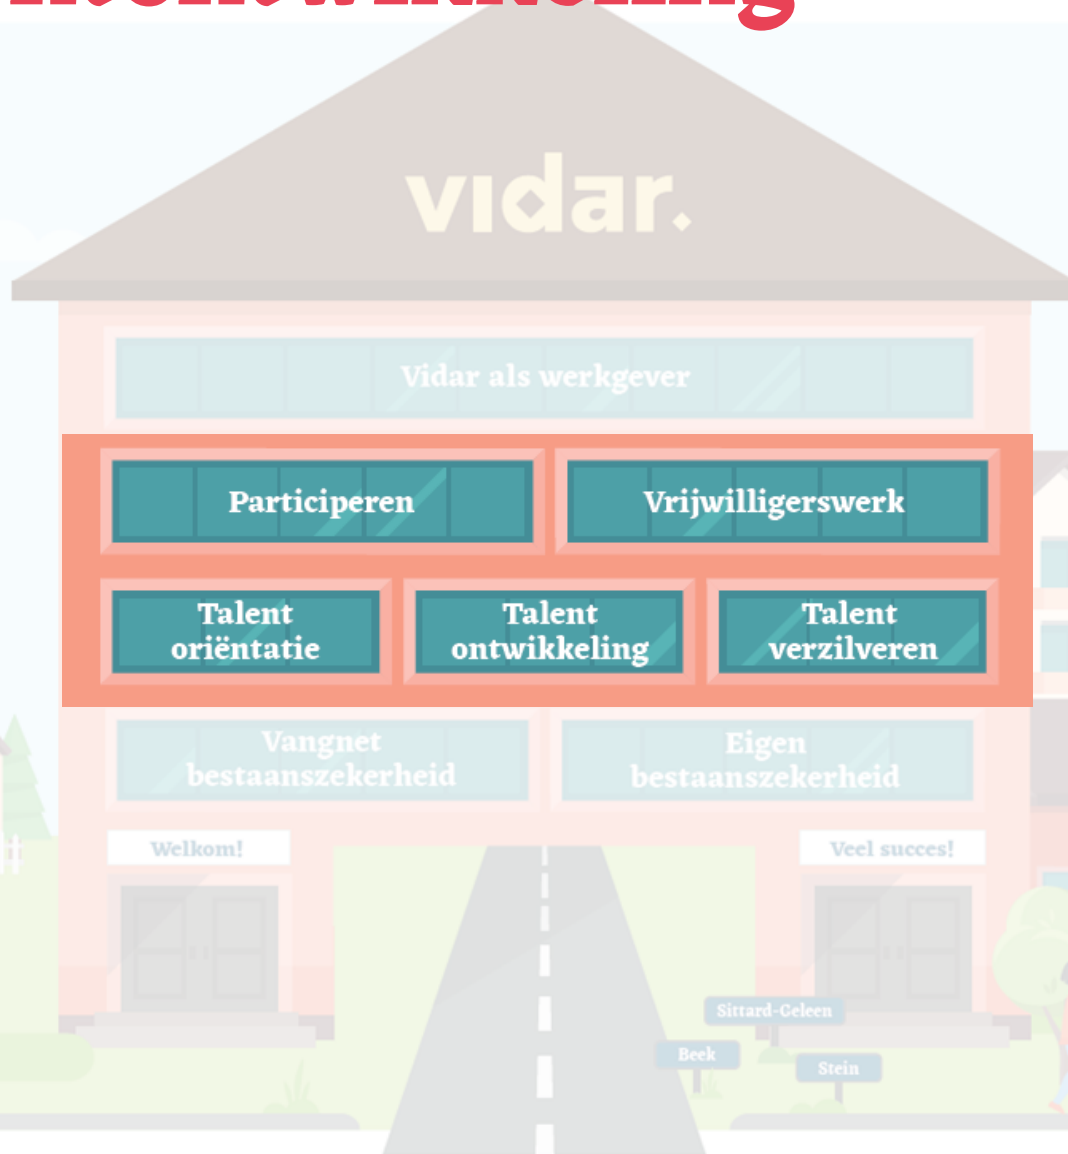 vidar.
Vidar als werkgever
Participeren
Vrijwilligerswerk
Talent
oriëntatie
Talent
ontwikkeling
Talent
verzilveren
Vangnet
bestaanszekerheid
Eigen
bestaanszekerheid
Welkom!
Veel succes!
Sittard-Geleen
Beek
Stein